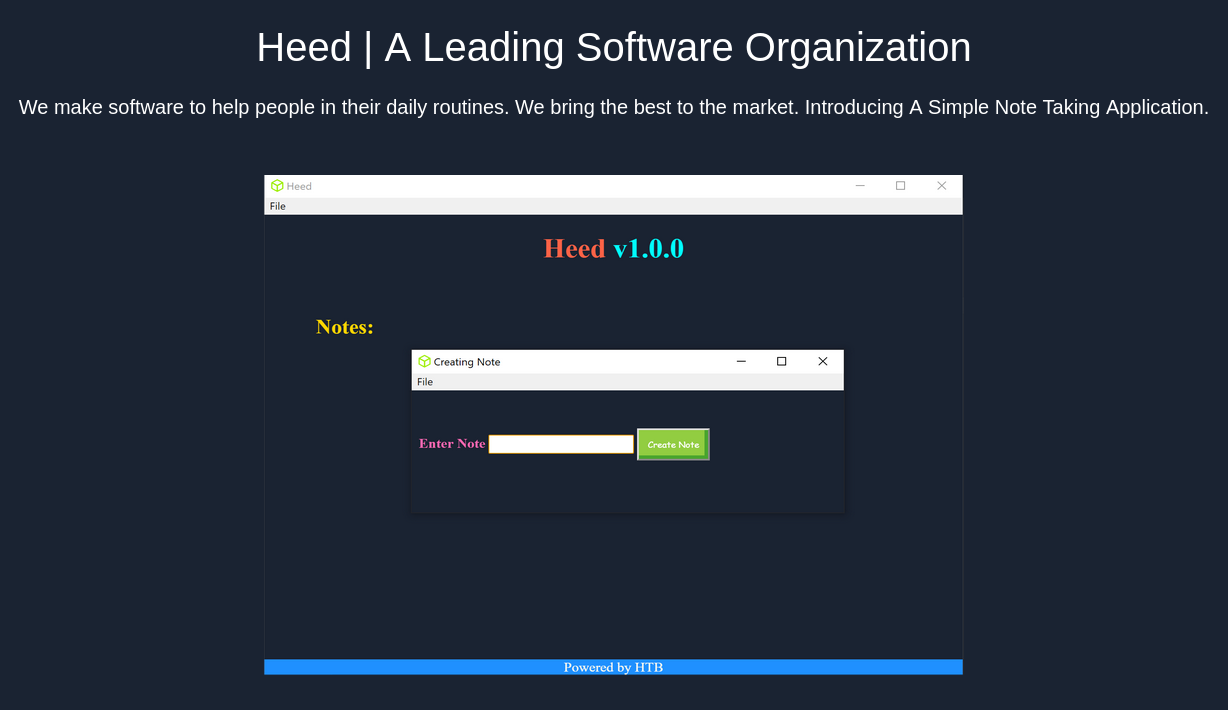 Heed | A Leading Software Organization
We make software to help people in their daily routines. We bring the best to the market. Introducing A Simple Note Taking Application.
Heed
File
Heed v1.0.0
Notes:
Creating Note
File
Enter Note Create Note
Powered by HTB